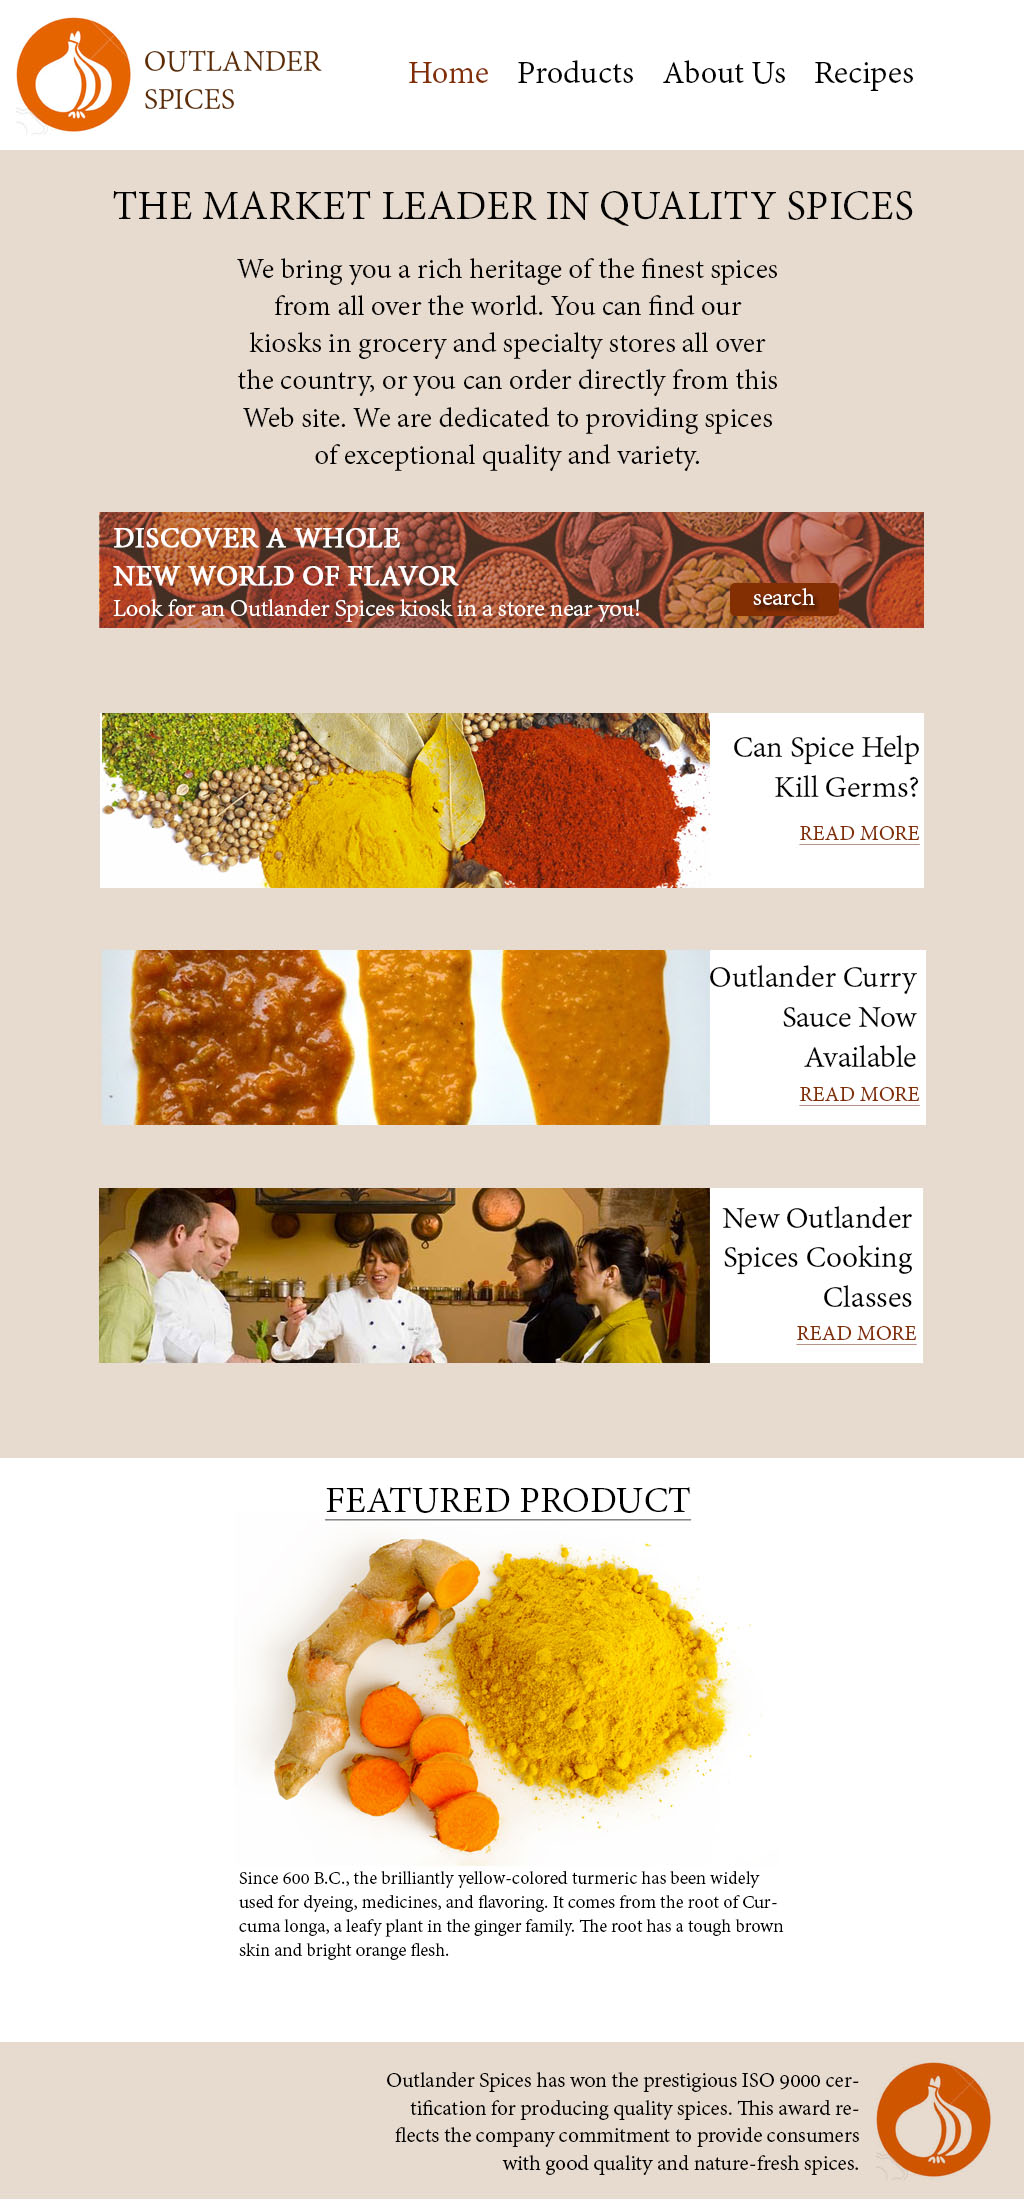 OUTLANDER
SPICES
Home Products About Us Recipes
THE MARKET LEADER IN QUALITY SPICES
We bring you a rich heritage of the finest spices
from all over the world. You can find our
kiosks in grocery and specialty stores all over
the country, or you can order directly from this
Web site. We are dedicated to providing spices
of exceptional quality and variety.
DISCOVER A WHOLE
NEW WORLD OF FLAVOR
Look for an Outlander Spices kiosk in a store near you!
search
Can Spice Help
Kill Germs?
READ MORE
Outlander Curry
Sauce Now
Available
READ MORE
New Outlander
Spices Cooking
Classes
READ MORE
FEATURED PRODUCT
Since 600 B.C., the brilliantly yellow-colored turmeric has been widely
used for dyeing, medicines, and flavoring. It comes from the root of Cur-
cuma longa, a leafy plant in the ginger family. The root has a tough brown
skin and bright orange flesh.
Outlander Spices has won the prestigious ISO 9000 cer-
tification for producing quality spices. This award re-
flects the company commitment to provide consumers
with good quality and nature-fresh spices.